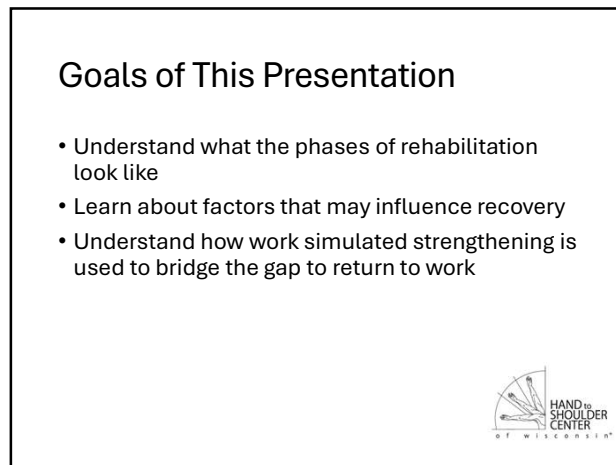 Goals of This Presentation
• Understand what the phases of rehabilitation
look like
• Learn about factors that may influence recovery
• Understand how work simulated strengthening is
used to bridge the gap to return to work
HAND to
SHOULDER
CENTER
of wisconsin®